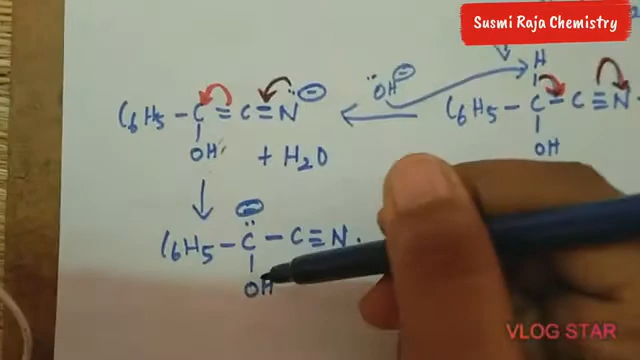 Susmi Raja Chemistry
C6H5 - C = C = N:⊖
OH
+ H2O
:OH⊖
H
C6H5 - C - C ≡ N
OH
⊖
C6H5 - C̈ - C ≡ N.
OH
VLOG STAR